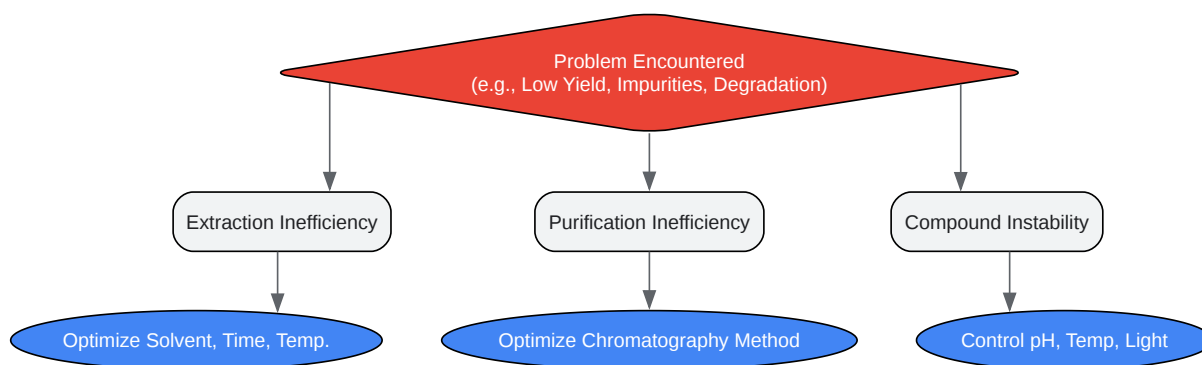 Problem Encountered
(e.g., Low Yield, Impurities, Degradation)
Extraction Inefficiency
Purification Inefficiency
Compound Instability
Optimize Solvent, Time, Temp.
Optimize Chromatography Method
Control pH, Temp, Light